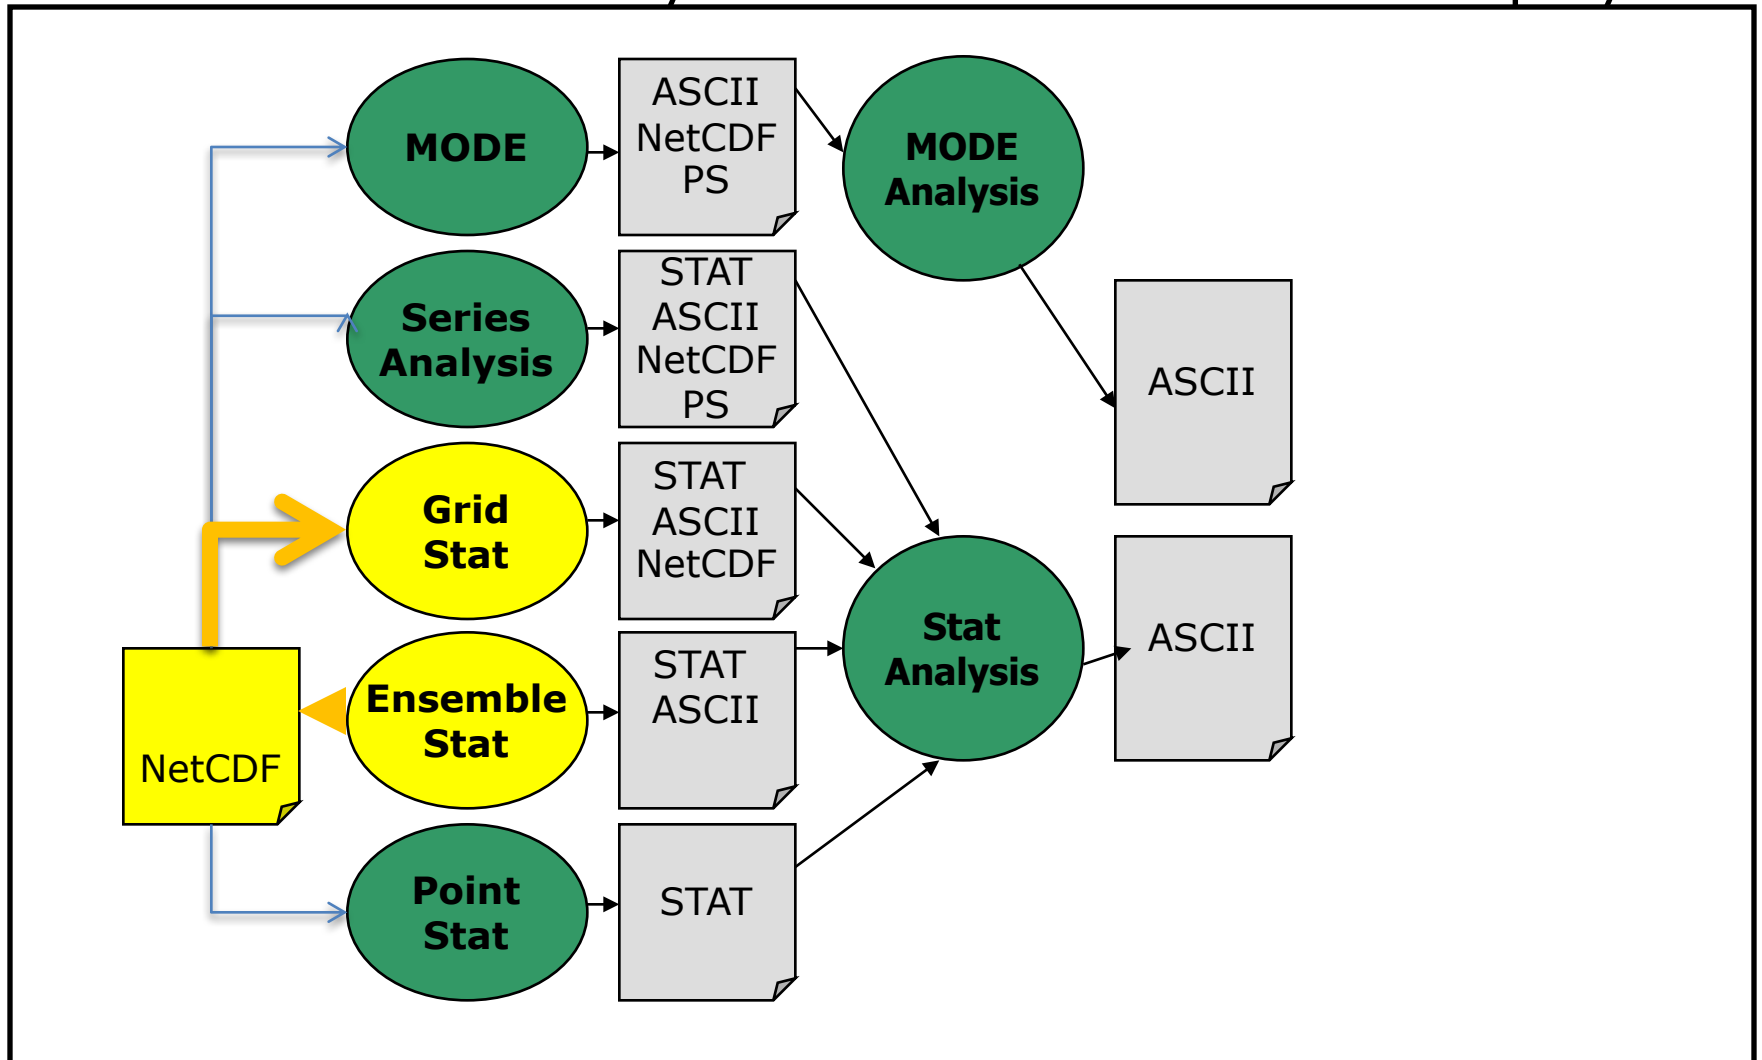 MODE
ASCII
NetCDF
PS
MODE
Analysis
Series
Analysis
STAT
ASCII
NetCDF
PS
ASCII
Grid
Stat
STAT
ASCII
NetCDF
Stat
Analysis
ASCII
Ensemble
Stat
STAT
ASCII
NetCDF
Point
Stat
STAT